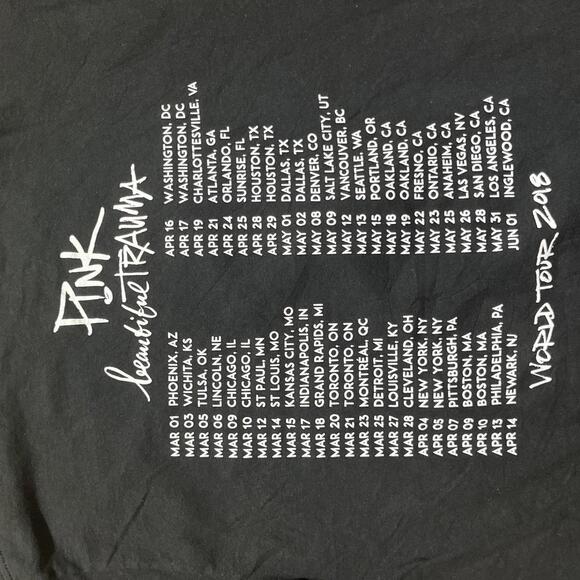 P!NK
beautiful TRAUMA
MAR 01 PHOENIX, AZ
MAR 03 WICHITA, KS
MAR 05 TULSA, OK
MAR 06 LINCOLN, NE
MAR 09 CHICAGO, IL
MAR 10 CHICAGO, IL
MAR 12 ST PAUL, MN
MAR 14 ST LOUIS, MO
MAR 15 KANSAS CITY, MO
MAR 17 INDIANAPOLIS, IN
MAR 18 GRAND RAPIDS, MI
MAR 20 TORONTO, ON
MAR 21 TORONTO, ON
MAR 23 MONTRÉAL, QC
MAR 25 DETROIT, MI
MAR 27 LOUISVILLE, KY
MAR 28 CLEVELAND, OH
APR 04 NEW YORK, NY
APR 05 NEW YORK, NY
APR 07 PITTSBURGH, PA
APR 09 BOSTON, MA
APR 10 BOSTON, MA
APR 13 PHILADELPHIA, PA
APR 14 NEWARK, NJ
APR 16 WASHINGTON, DC
APR 17 WASHINGTON, DC
APR 19 CHARLOTTESVILLE, VA
APR 21 ATLANTA, GA
APR 24 ORLANDO, FL
APR 25 SUNRISE, FL
APR 28 HOUSTON, TX
APR 29 HOUSTON, TX
MAY 01 DALLAS, TX
MAY 02 DALLAS, TX
MAY 08 DENVER, CO
MAY 09 SALT LAKE CITY, UT
MAY 12 VANCOUVER, BC
MAY 13 SEATTLE, WA
MAY 15 PORTLAND, OR
MAY 18 OAKLAND, CA
MAY 19 OAKLAND, CA
MAY 22 FRESNO, CA
MAY 23 ONTARIO, CA
MAY 25 ANAHEIM, CA
MAY 26 LAS VEGAS, NV
MAY 28 SAN DIEGO, CA
MAY 31 LOS ANGELES, CA
JUN 01 INGLEWOOD, CA
WORLD TOUR 2018